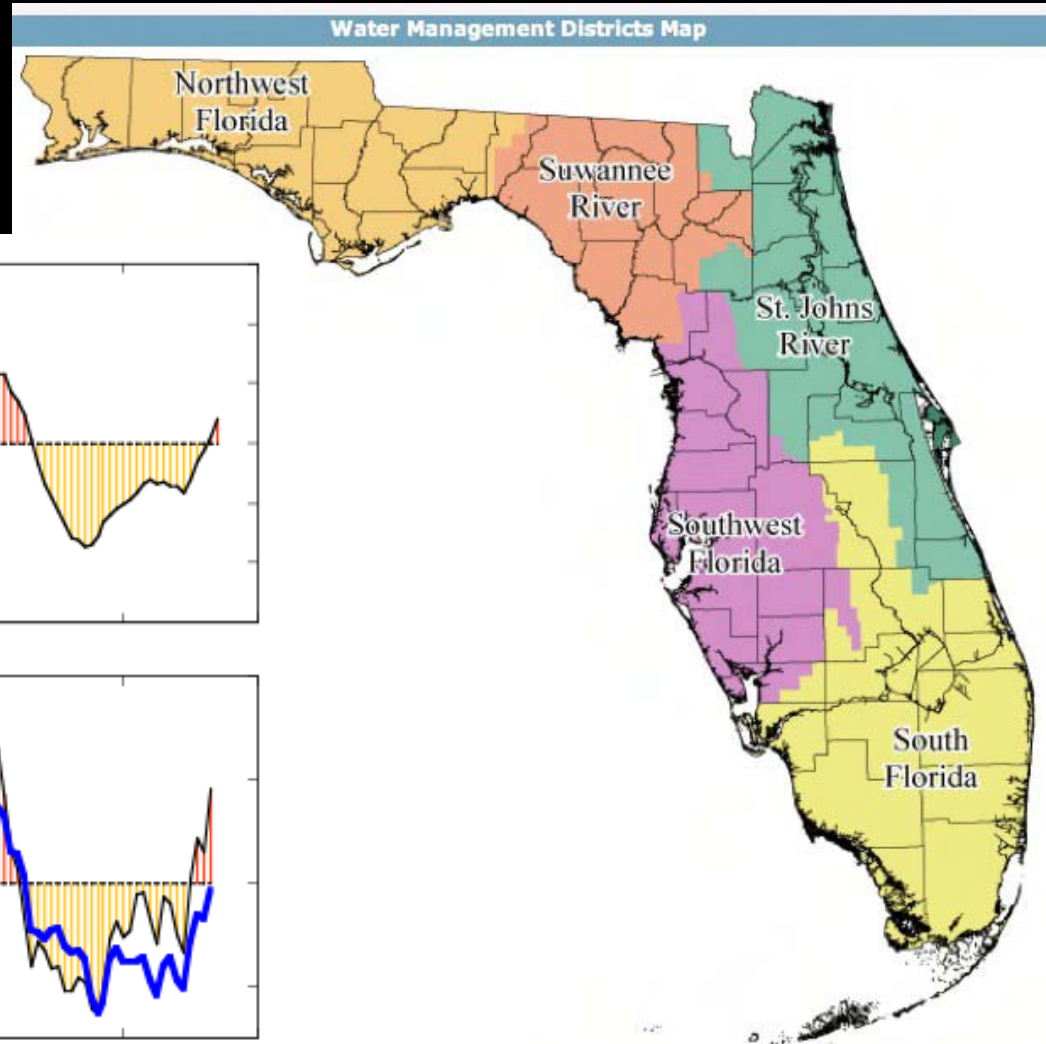 Water Management Districts Map
Northwest
Florida
Suwannee
River
St. Johns
River
Southwest
Florida
South
Florida